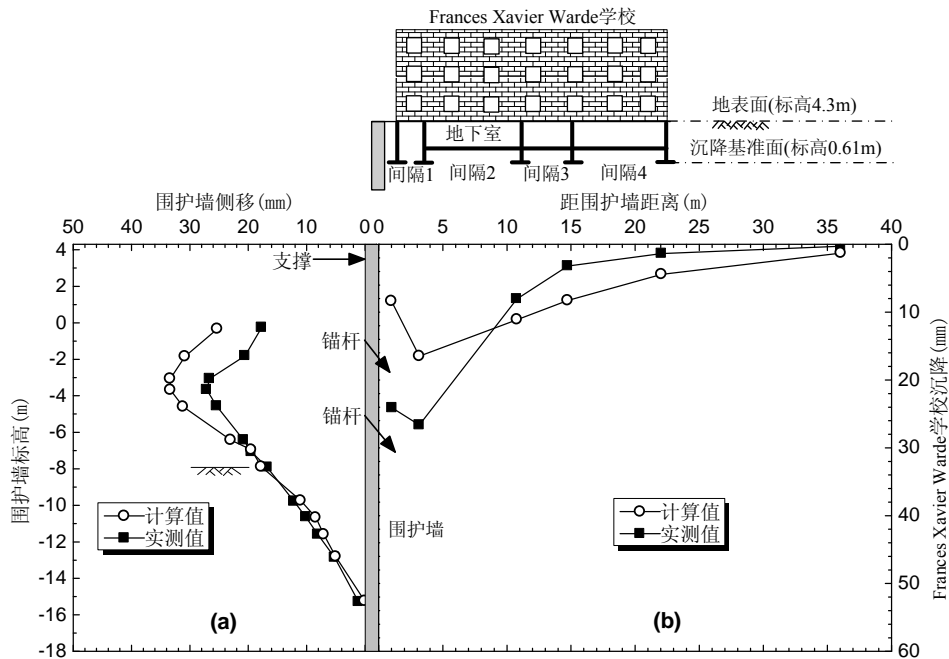 Frances Xavier Warde学校
地表面(标高4.3m)
地下室
沉降基准面(标高0.61m)
间隔1 间隔2 间隔3 间隔4
围护墙侧移(mm)
距围护墙距离(m)
50 40 30 20 10 0
0 5 10 15 20 25 30 35 40
4
2
0
-2
-4
-6
-8
-10
-12
-14
-16
-18
围护墙标高(m)
支撑
锚杆
锚杆
围护墙
计算值
实测值
(a)
计算值
实测值
(b)
0
10
20
30
40
50
60
Frances Xavier Warde学校沉降(mm)